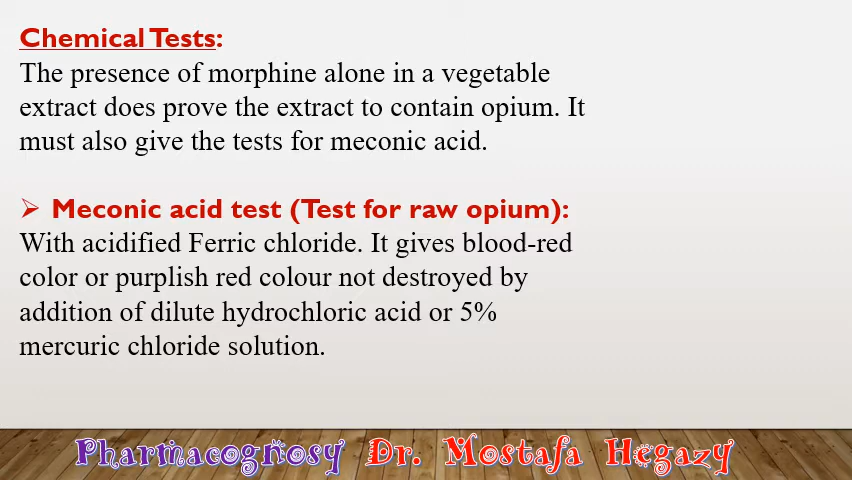 Chemical Tests:
The presence of morphine alone in a vegetable
extract does prove the extract to contain opium. It
must also give the tests for meconic acid.
➢ Meconic acid test (Test for raw opium):
With acidified Ferric chloride. It gives blood-red
color or purplish red colour not destroyed by
addition of dilute hydrochloric acid or 5%
mercuric chloride solution.
Pharmacognosy Dr. Mostafa Hegazy